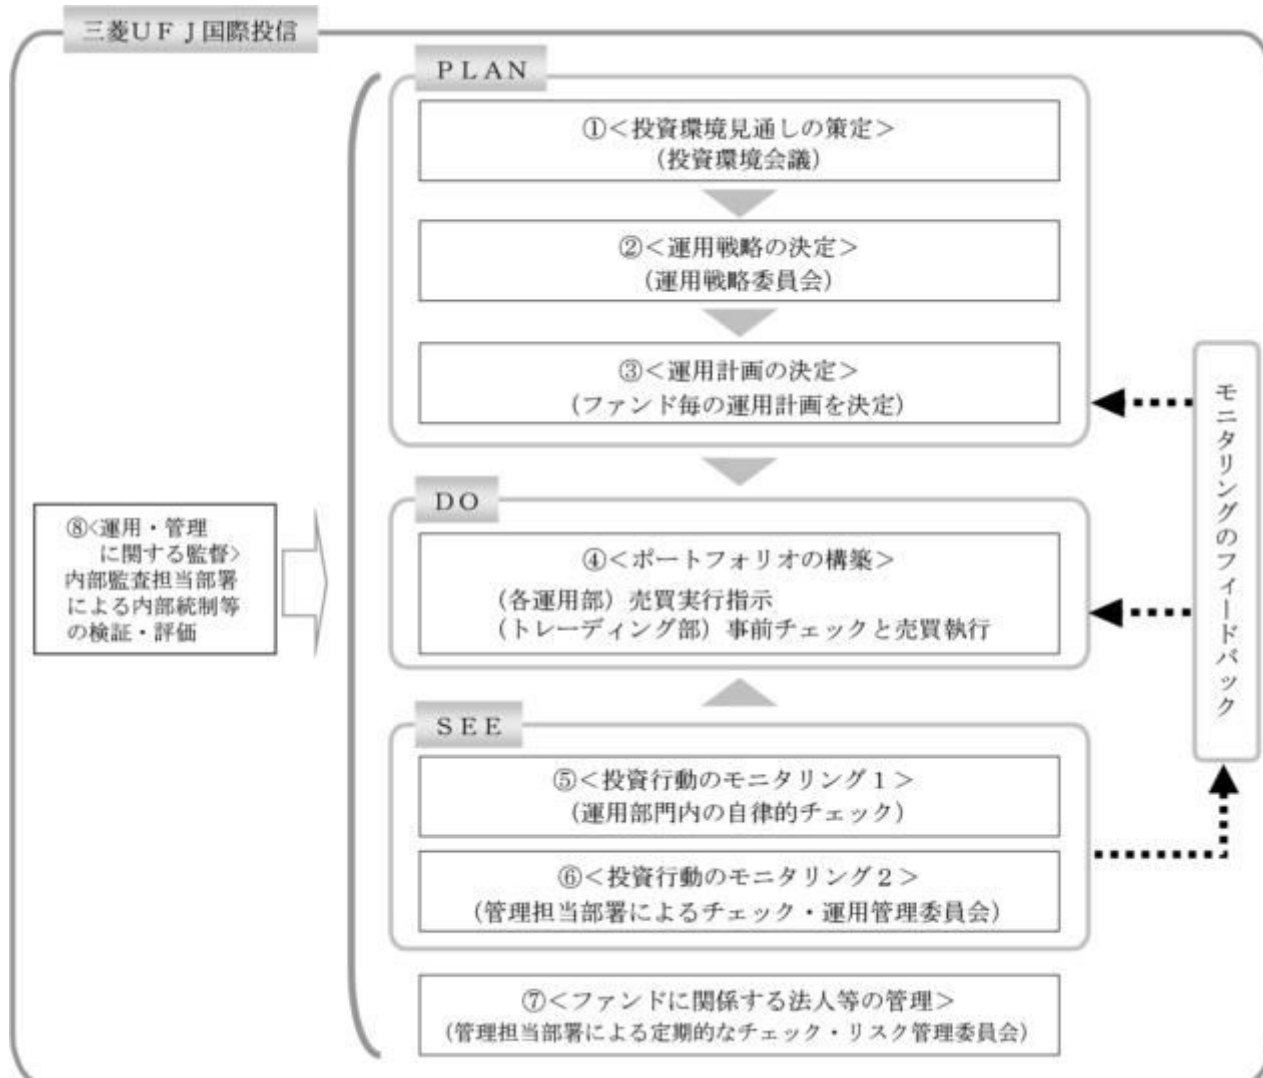 三菱ＵＦＪ国際投信
ＰＬＡＮ
①＜投資環境見通しの策定＞
（投資環境会議）
②＜運用戦略の決定＞
（運用戦略委員会）
③＜運用計画の決定＞
（ファンド毎の運用計画を決定）
ＤＯ
④＜ポートフォリオの構築＞
（各運用部）売買実行指示
（トレーディング部）事前チェックと売買執行
ＳＥＥ
⑤＜投資行動のモニタリング１＞
（運用部門内の自律的チェック）
⑥＜投資行動のモニタリング２＞
（管理担当部署によるチェック・運用管理委員会）
⑦＜ファンドに関係する法人等の管理＞
（管理担当部署による定期的なチェック・リスク管理委員会）
⑧＜運用・管理
に関する監督＞
内部監査担当部署
による内部統制等
の検証・評価
モニタリングのフィードバック